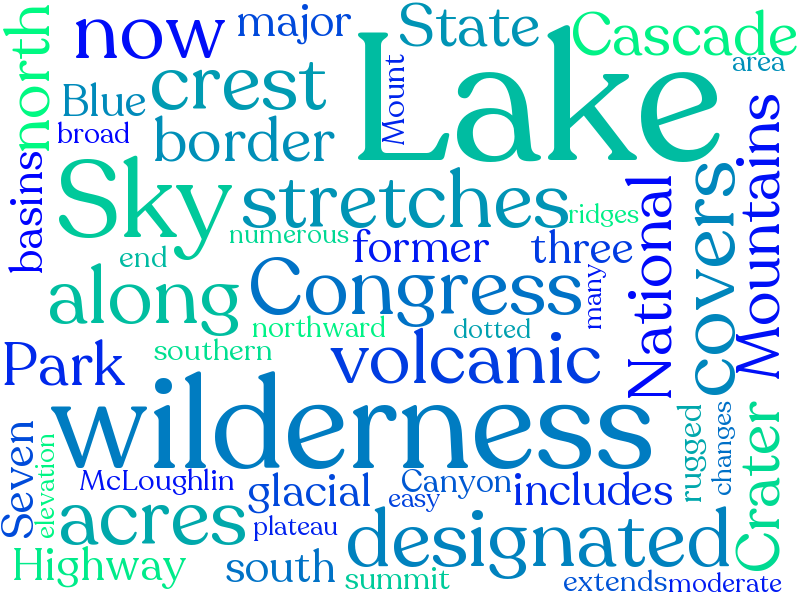 now
major
State
Cascade
north
Blue
crest
Mount
Lake
area
broad
border
basins
Sky
stretches
ridges
numerous
former
three
National
covers
Mountains
end
along
Congress
many
northward
dotted
southern
Park
volcanic
wilderness
Seven
elevation
McLoughlin
glacial
Canyon
easy
includes
rugged
changes
Crater
acres
plateau
designated
Highway
south
summit
extends
moderate